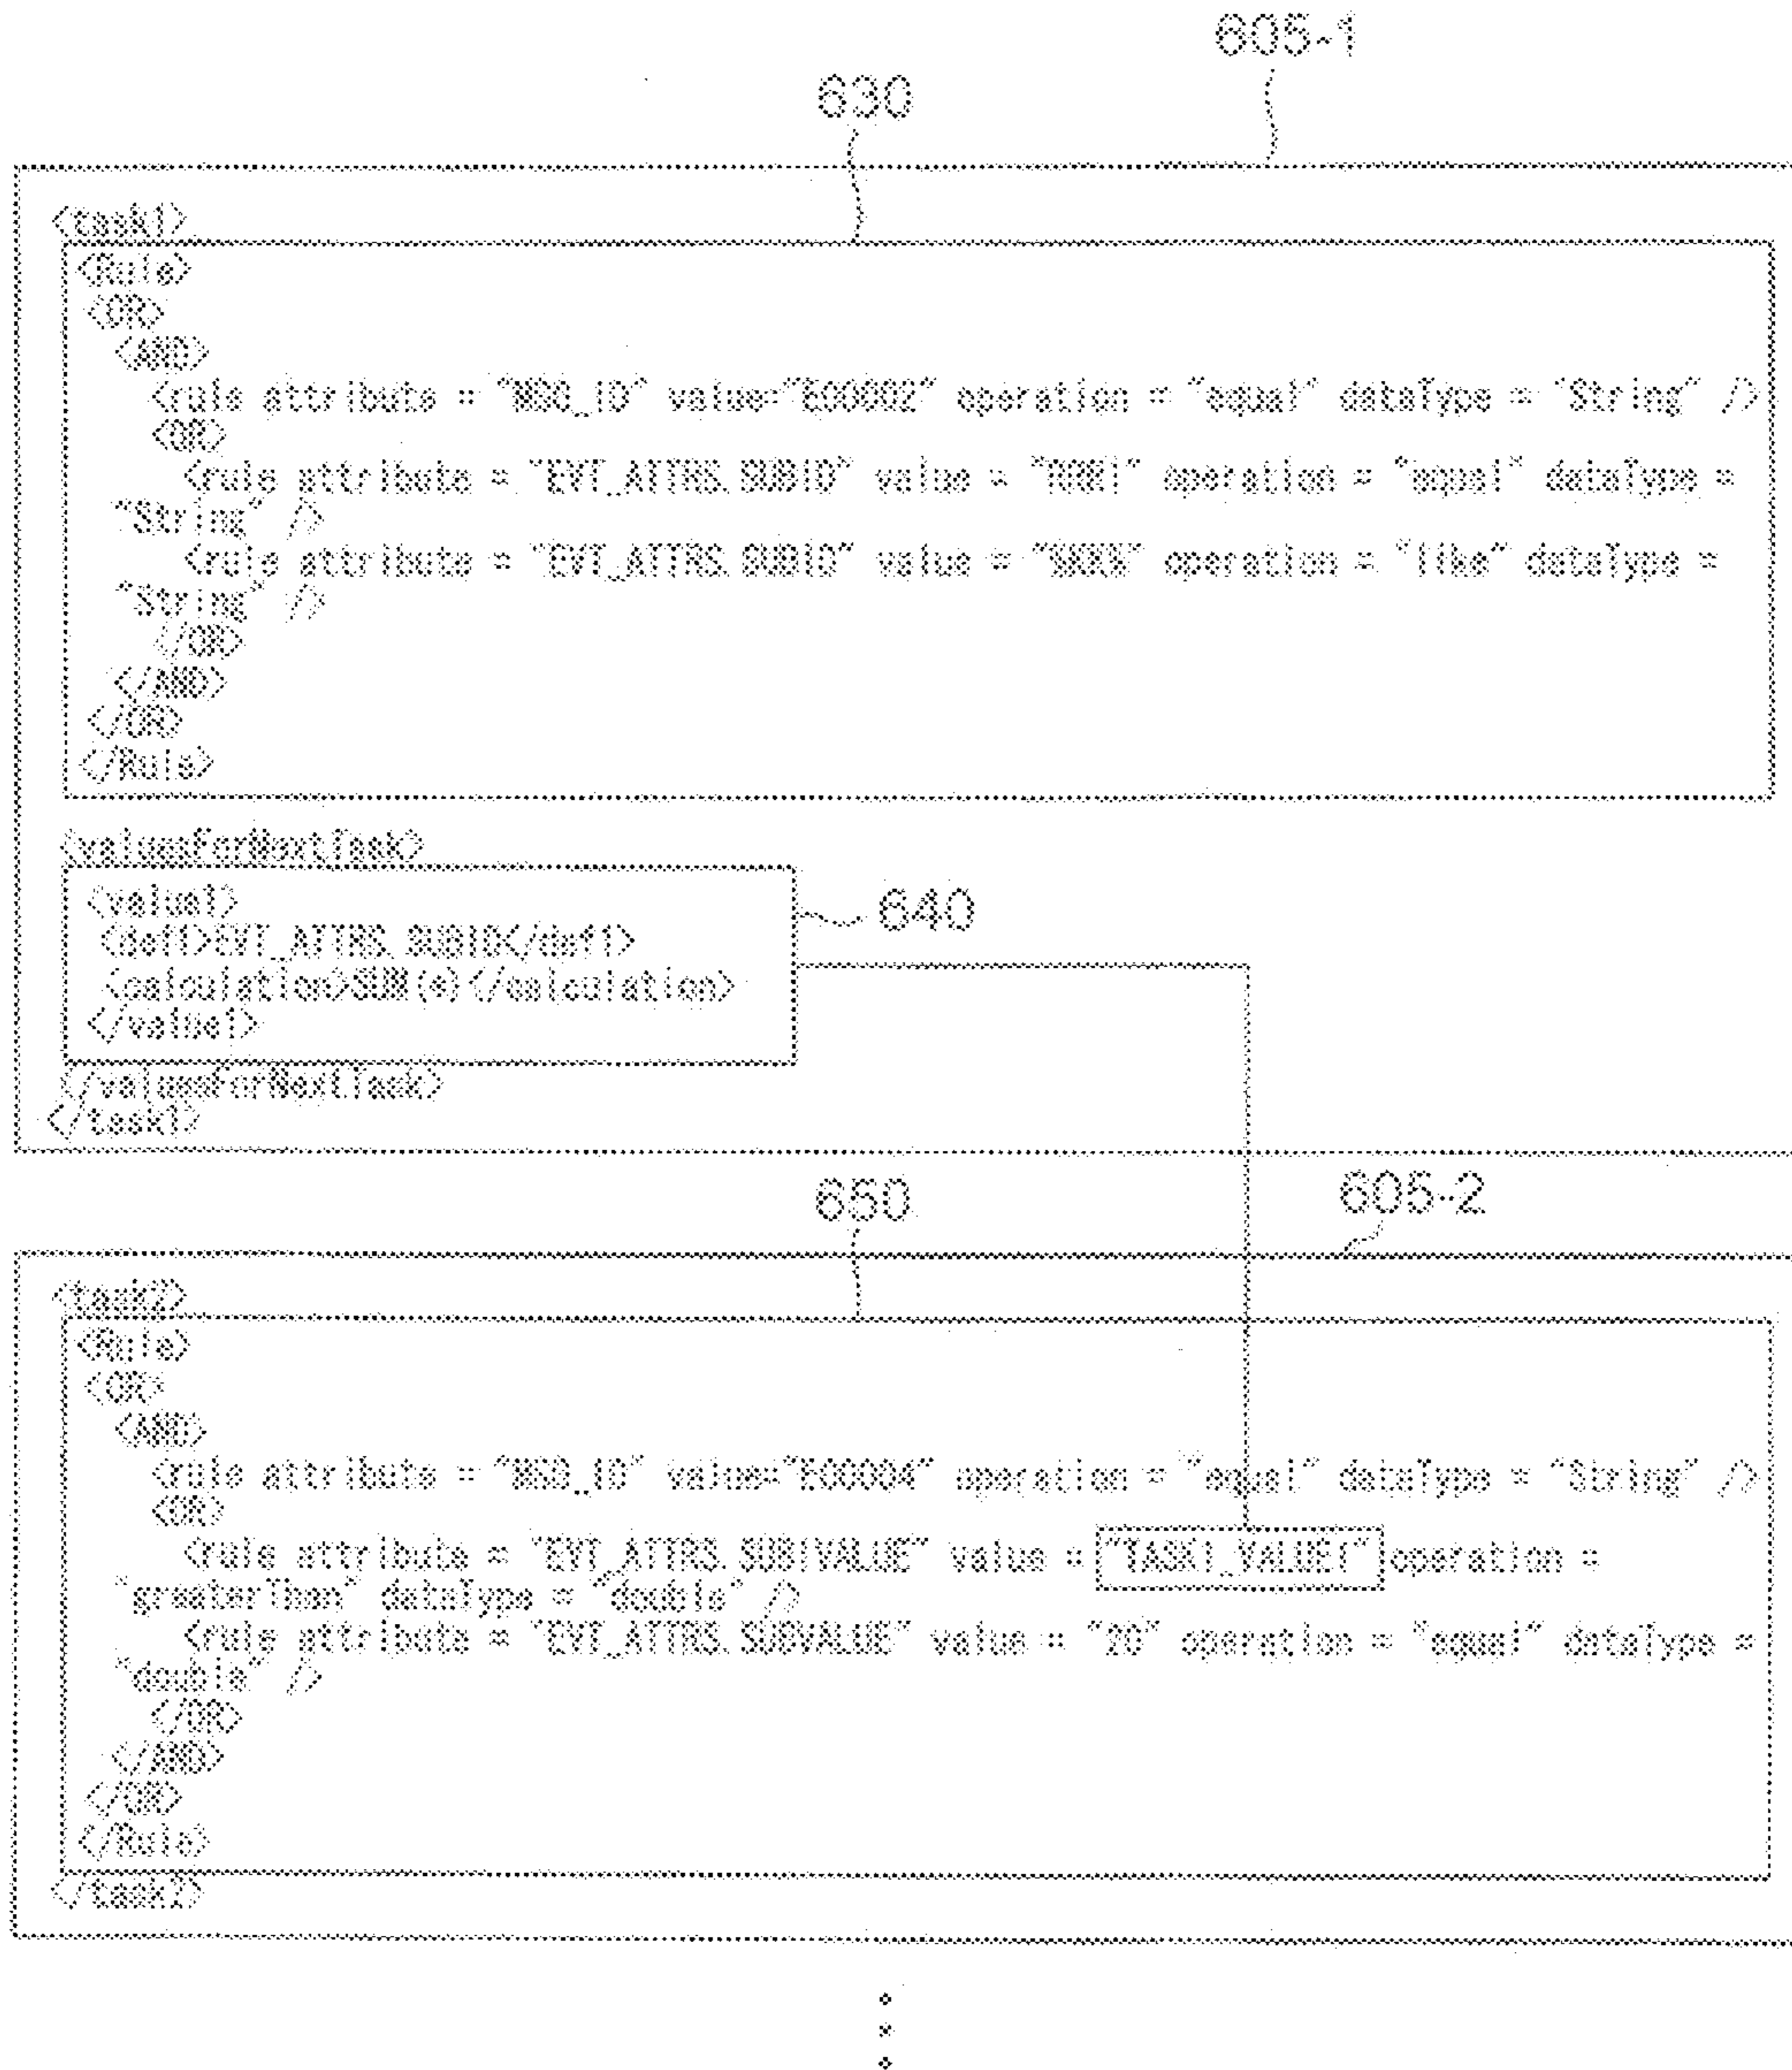 605-1
630
<task1>
<Rule>
<OR>
<AND>
<rule attribute = "MSG_ID" value="E00002" operation = "equal" dataType = "String" />
<OR>
<rule attribute = "EVT_ATTRS.SUBID" value = operation = "equal" dataType =
"String" />
<rule attribute = "EVT_ATTRS.SUBID" value = operation = "like" dataType =
"String" />
</OR>
</AND>
</OR>
</Rule>
<valuesForNextTask>
<value1>
<def1>EVT_ATTRS.SUBID</def1>
640
<calculation>SUM(*)</calculation>
</value1>
</valuesForNextTask>
</task1>
650
605-2
<task2>
<Rule>
<OR>
<AND>
<rule attribute = "MSG_ID" value="E00004" operation = "equal" dataType = "String" />
<OR>
<rule attribute = "EVT_ATTRS.SUB1VALUE" value = "TASK1_VALUE1" operation =
"greaterThan" dataType = "double" />
<rule attribute = "EVT_ATTRS.SUBVALUE" value = "20" operation = "equal" dataType =
"double" />
</OR>
</AND>
</OR>
</Rule>
</task2>